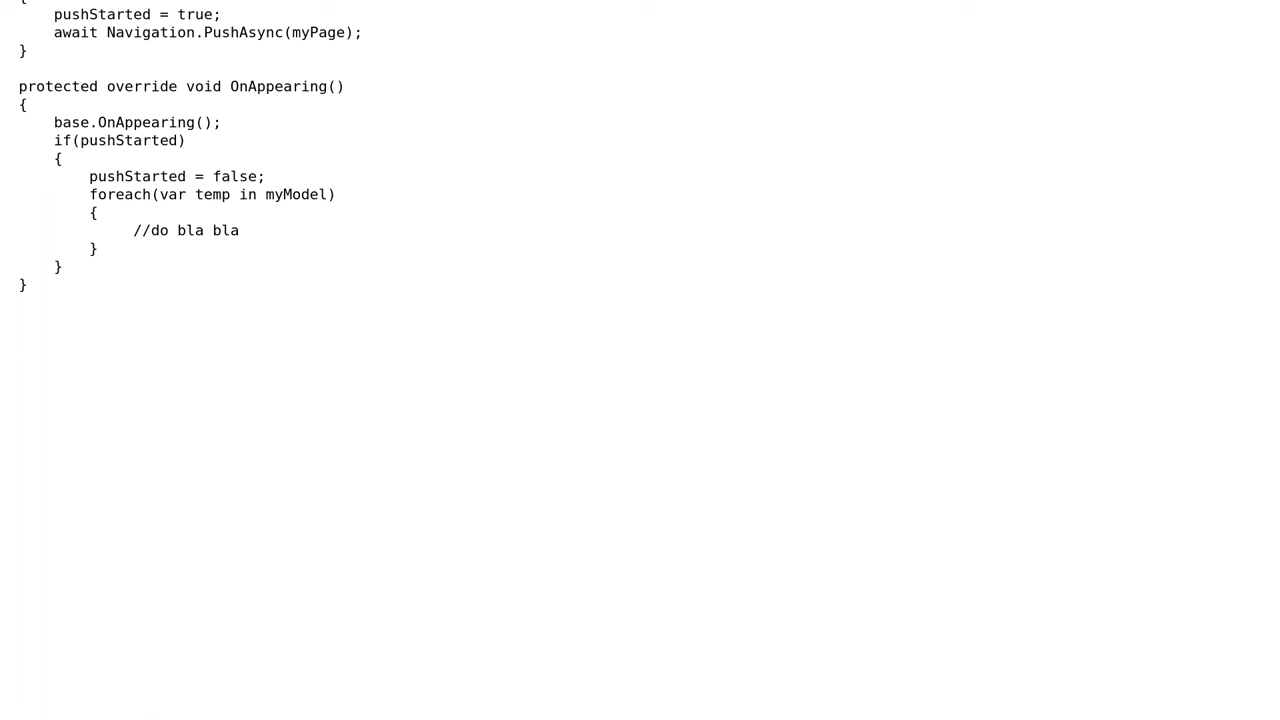 {
    pushStarted = true;
    await Navigation.PushAsync(myPage);
}

protected override void OnAppearing()
{
    base.OnAppearing();
    if(pushStarted)
    {
        pushStarted = false;
        foreach(var temp in myModel)
        {
             //do bla bla
        }
    }
}